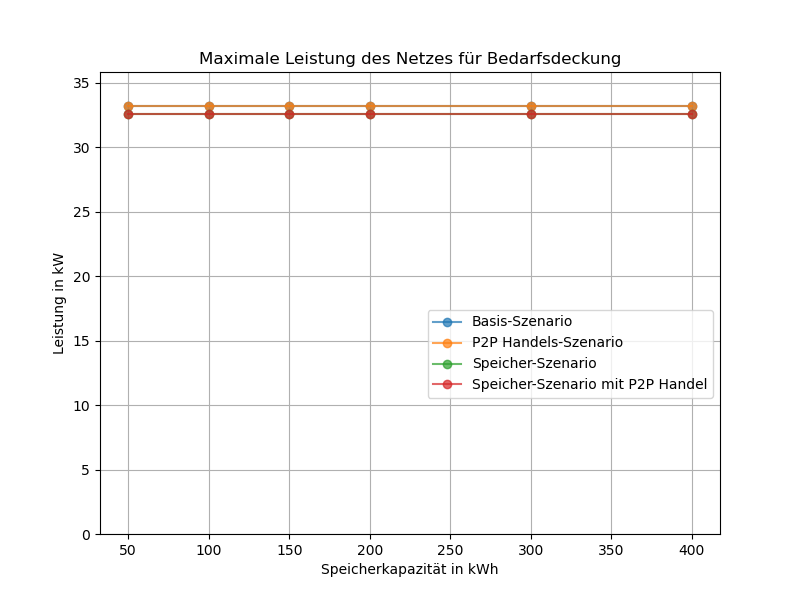 Maximale Leistung des Netzes für Bedarfsdeckung
35
30
25
20
15
10
5
0
Leistung in kW
Basis-Szenario
P2P Handels-Szenario
Speicher-Szenario
Speicher-Szenario mit P2P Handel
50 100 150 200 250 300 350 400
Speicherkapazität in kWh